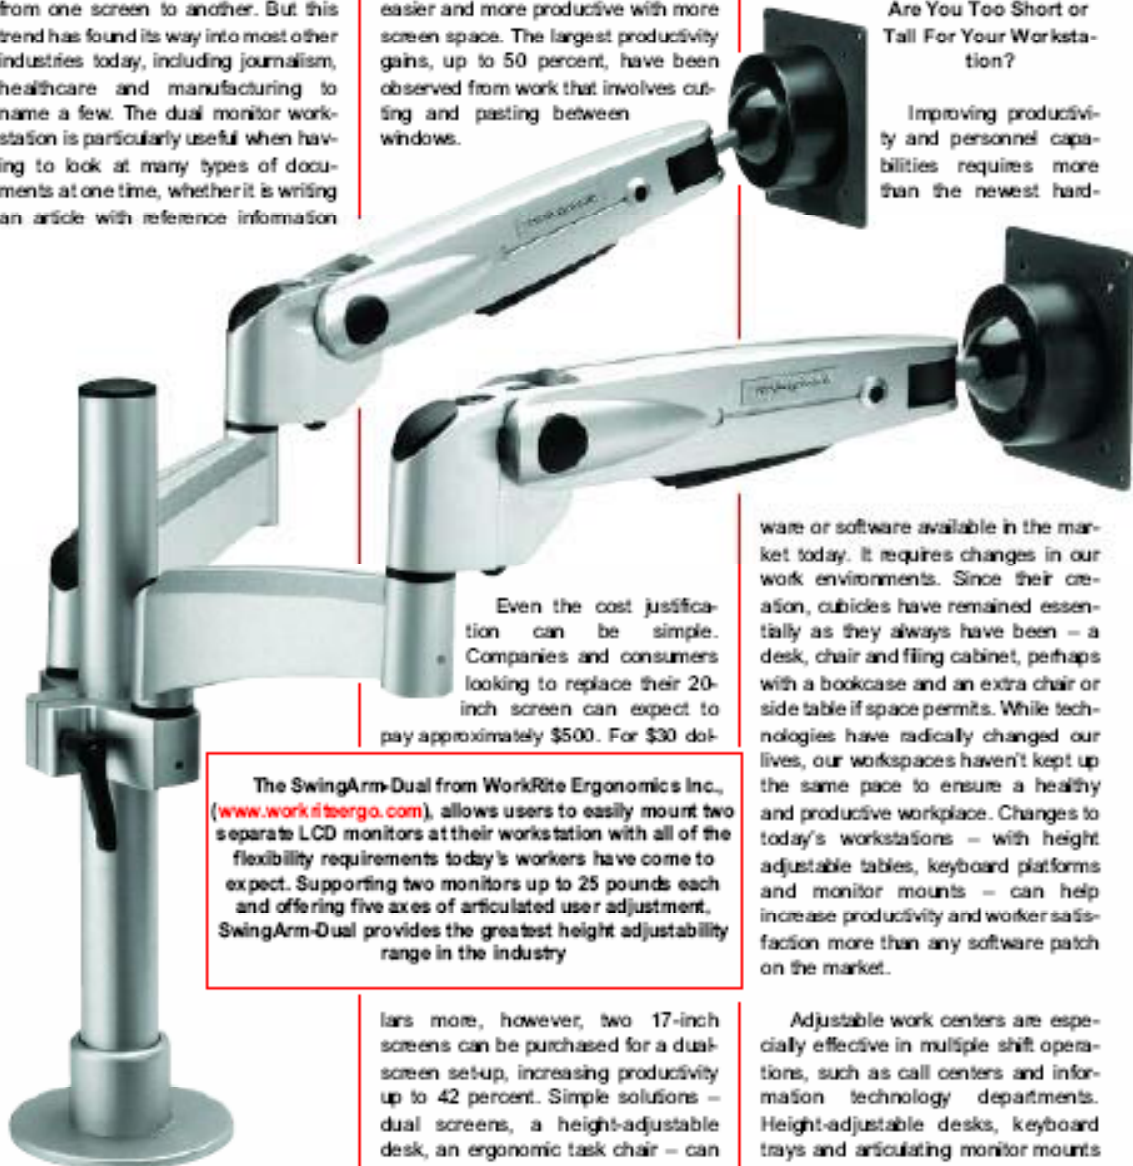 from one screen to another. But this
trend has found its way into most other
industries today, including journalism,
healthcare and manufacturing to
name a few. The dual monitor work-
station is particularly useful when hav-
ing to look at many types of docu-
ments at one time, whether it is writing
an article with reference information
easier and more productive with more
screen space. The largest productivity
gains, up to 50 percent, have been
observed from work that involves cut-
ting and pasting between
windows.
Even the cost justifica-
tion can be simple.
Companies and consumers
looking to replace their 20-
inch screen can expect to
pay approximately $500. For $30 dol-
The SwingArm-Dual from WorkRite Ergonomics Inc.,
(www.workriteergo.com), allows users to easily mount two
separate LCD monitors at their workstation with all of the
flexibility requirements today's workers have come to
expect. Supporting two monitors up to 25 pounds each
and offering five axes of articulated user adjustment,
SwingArm-Dual provides the greatest height adjustability
range in the industry
lars more, however, two 17-inch
screens can be purchased for a dual-
screen set-up, increasing productivity
up to 42 percent. Simple solutions –
dual screens, a height-adjustable
desk, an ergonomic task chair – can
Are You Too Short or
Tall For Your Worksta-
tion?
Improving productivi-
ty and personnel capa-
bilities requires more
than the newest hard-
ware or software available in the mar-
ket today. It requires changes in our
work environments. Since their cre-
ation, cubicles have remained essen-
tially as they always have been – a
desk, chair and filing cabinet, perhaps
with a bookcase and an extra chair or
side table if space permits. While tech-
nologies have radically changed our
lives, our workspaces haven't kept up
the same pace to ensure a healthy
and productive workplace. Changes to
today's workstations – with height
adjustable tables, keyboard platforms
and monitor mounts – can help
increase productivity and worker satis-
faction more than any software patch
on the market.
Adjustable work centers are espe-
cially effective in multiple shift opera-
tions, such as call centers and infor-
mation technology departments.
Height-adjustable desks, keyboard
trays and articulating monitor mounts